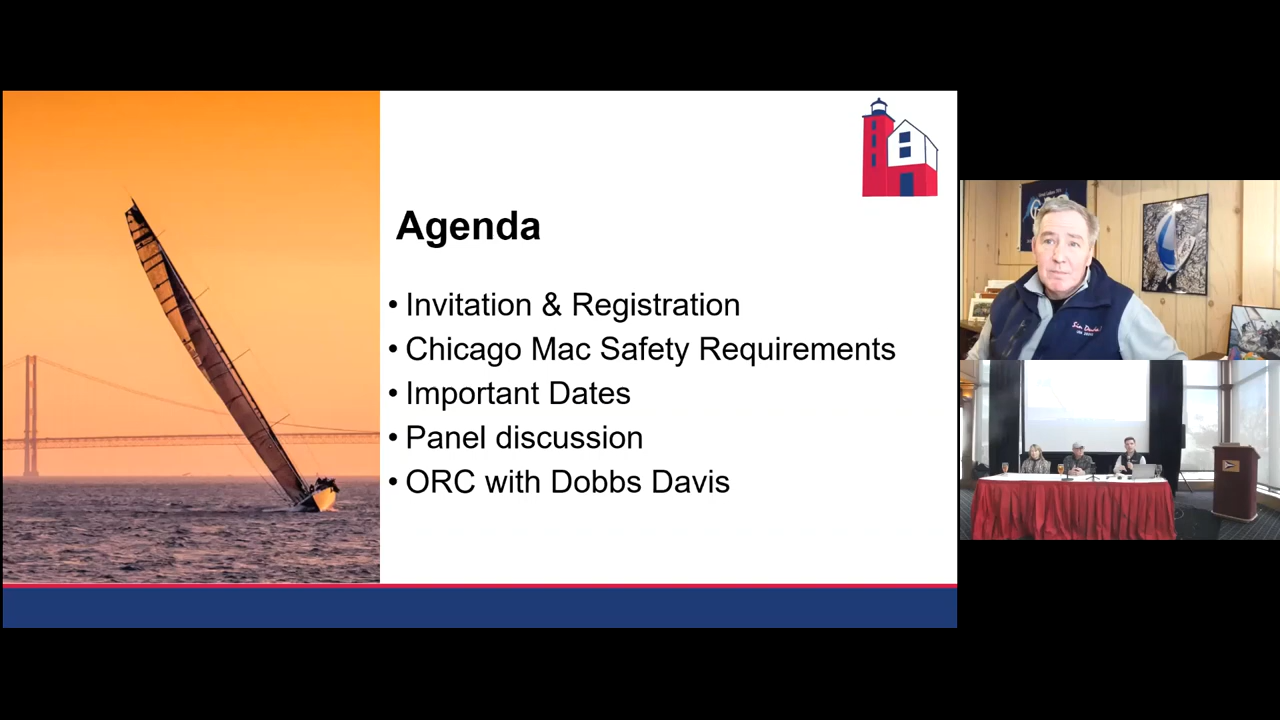 Agenda
• Invitation & Registration
• Chicago Mac Safety Requirements
• Important Dates
• Panel discussion
• ORC with Dobbs Davis